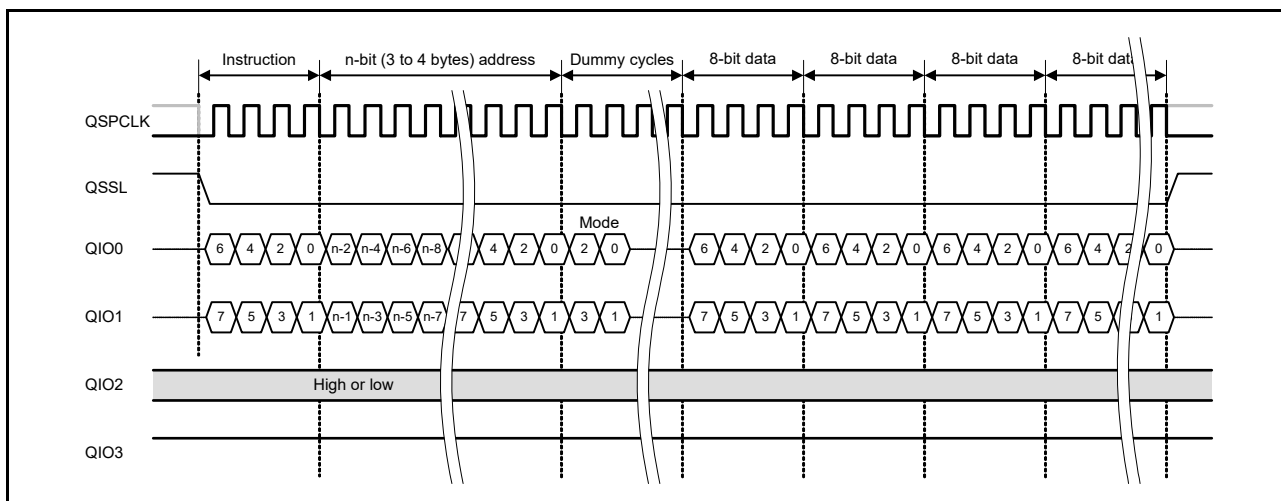 Instruction n-bit (3 to 4 bytes) address Dummy cycles 8-bit data 8-bit data 8-bit data 8-bit data
QSPCLK
QSSL
Mode
QIO0 6 4 2 0 n-2 n-4 n-6 n-8 4 2 0 2 0 6 4 2 0 6 4 2 0 6 4 2 0 6 4 2 0
QIO1 7 5 3 1 n-1 n-3 n-5 n-7 7 5 3 1 3 1 7 5 3 1 7 5 3 1 7 5 3 1 7 5 1
QIO2 High or low
QIO3